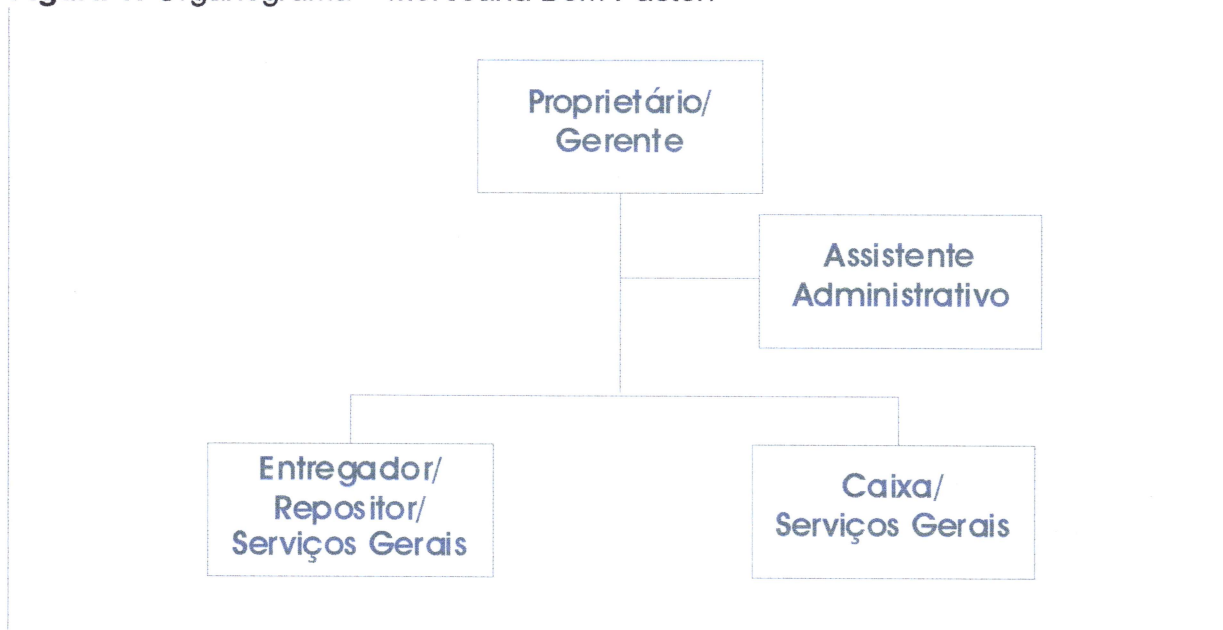 Proprietário/
Gerente
Assistente
Administrativo
Entregador/
Repositor/
Serviços Gerais
Caixa/
Serviços Gerais